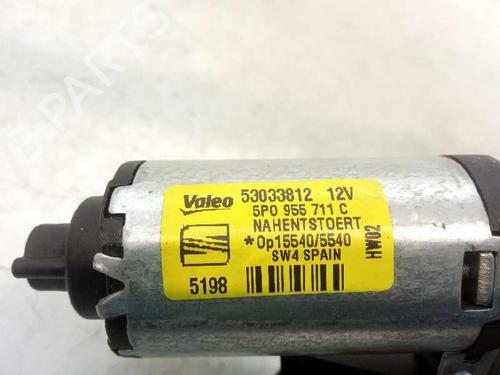 Valeo 53033812 12V
5P0 955 711 C
NAHENTSTOERT
*Op15540/5540
SW4 SPAIN
5198
HW02